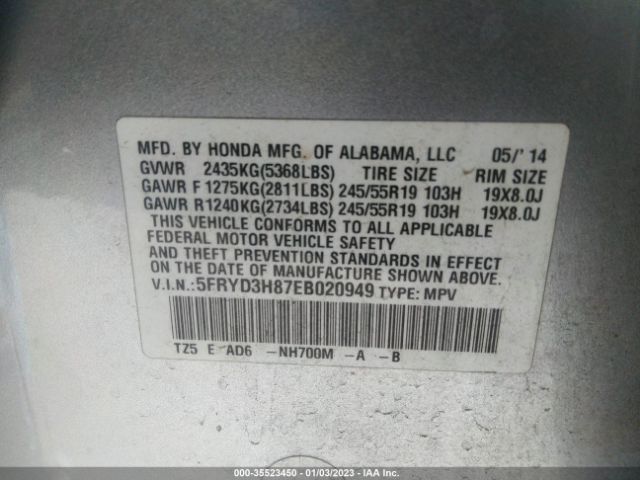 MFD. BY HONDA MFG. OF ALABAMA, LLC 05/' 14
GVWR 2435KG(5368LBS) TIRE SIZE RIM SIZE
GAWR F 1275KG(2811LBS) 245/55R19 103H 19X8.0J
GAWR R1240KG(2734LBS) 245/55R19 103H 19X8.0J
THIS VEHICLE CONFORMS TO ALL APPLICABLE
FEDERAL MOTOR VEHICLE SAFETY
AND THEFT PREVENTION STANDARDS IN EFFECT
ON THE DATE OF MANUFACTURE SHOWN ABOVE.
V.I.N.: 5FRYD3H87EB020949 TYPE: MPV
TZ5 E AD6 -NH700M -A -B
000-35523450 - 01/03/2023 - IAA Inc.